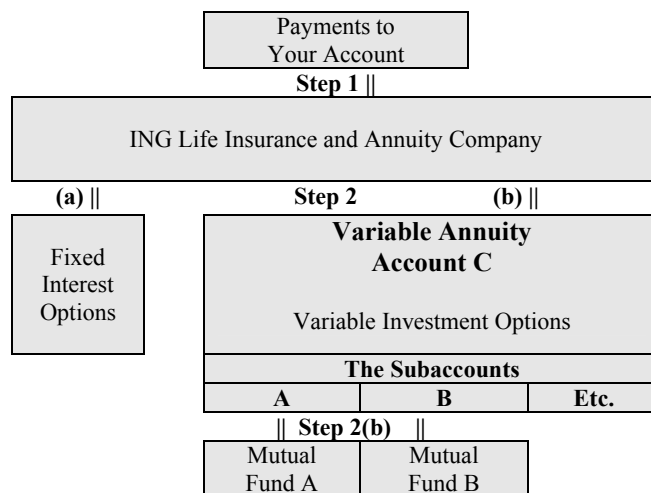 Payments to
Your Account
Step 1 ||
ING Life Insurance and Annuity Company
(a) || Step 2 (b) ||
Fixed
Interest
Options
Variable Annuity
Account C
Variable Investment Options
The Subaccounts
A B Etc.
|| Step 2(b) ||
Mutual
Fund A
Mutual
Fund B